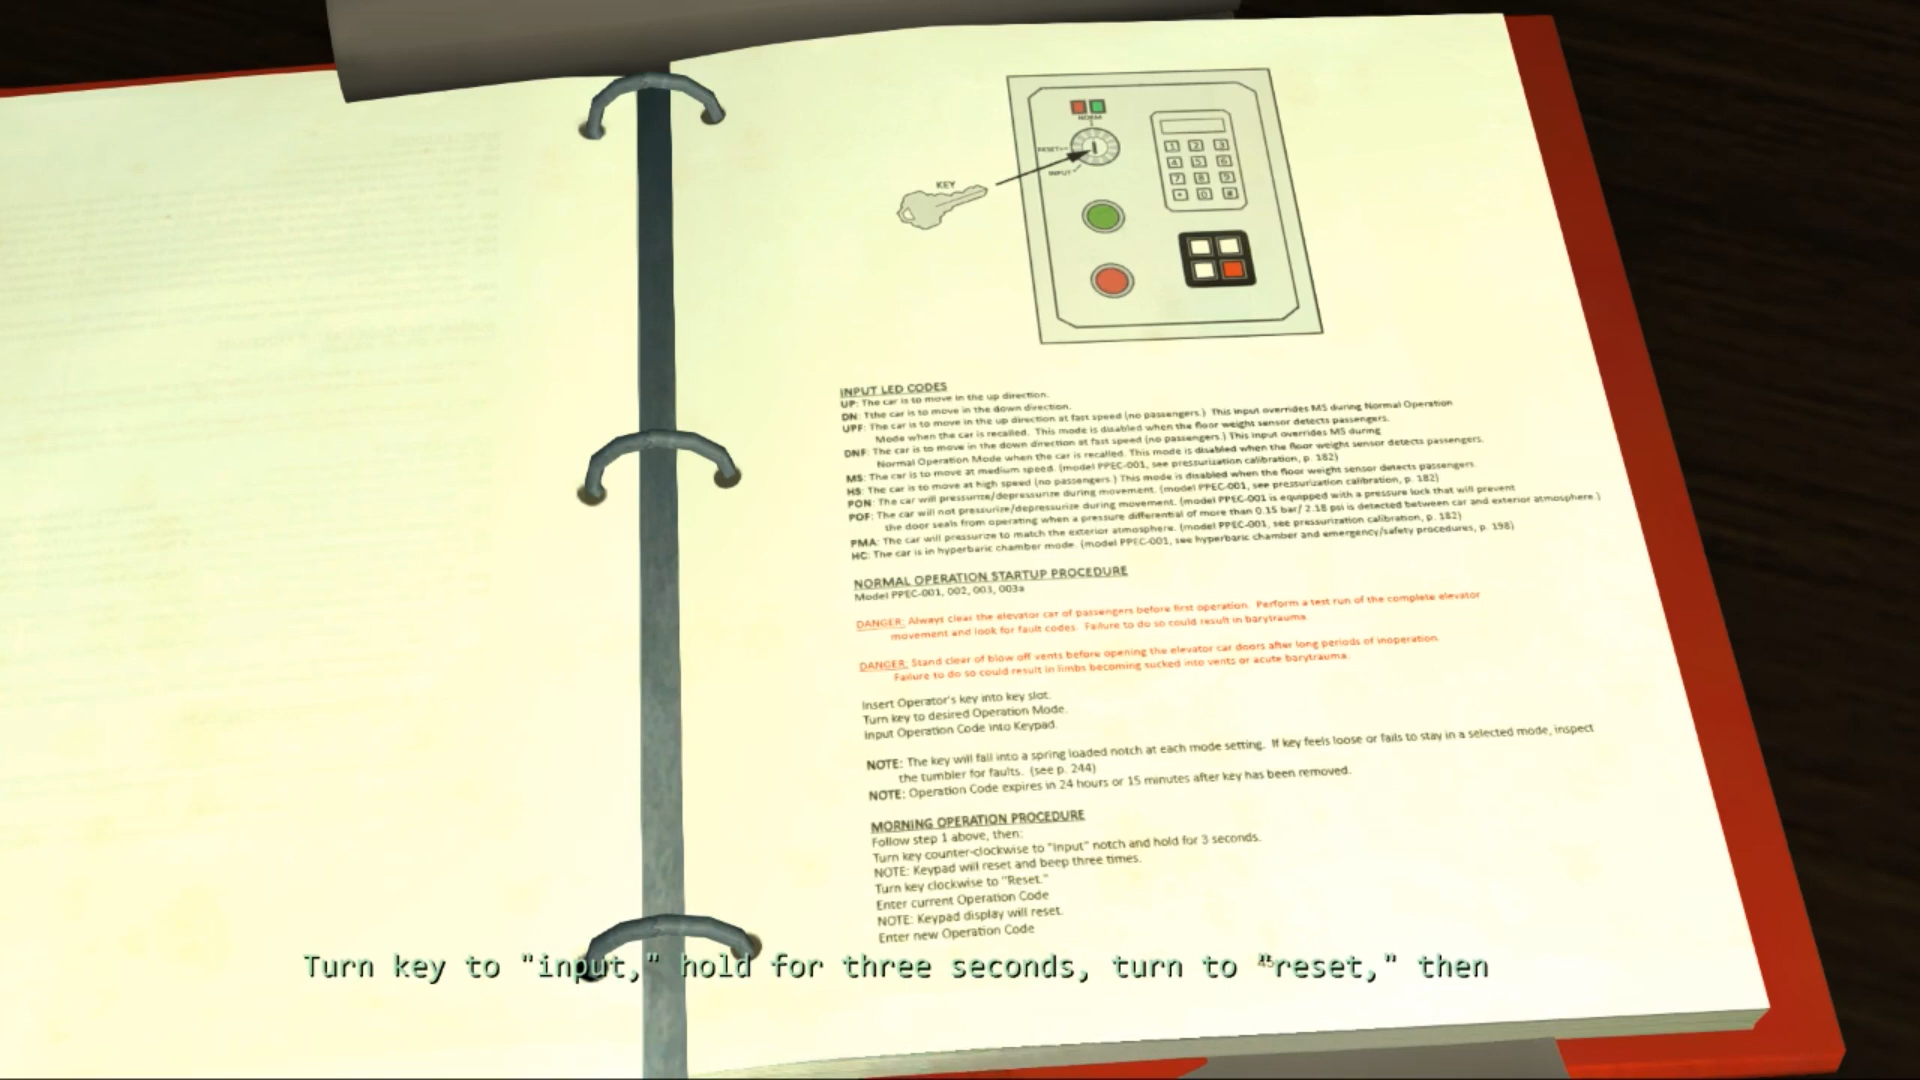 NORM
RESET
INPUT
KEY
1 2 3
4 5 6
7 8 9
* 0 #
INPUT LED CODES
UP: The car is to move in the up direction.
DN: Tthe car is to move in the down direction.
UPF: The car is to move in the up direction at fast speed (no passengers.) This input overrides MS during Normal Operation
Mode when the car is recalled. This mode is disabled when the floor weight sensor detects passengers.
DNF: The car is to move in the down direction at fast speed (no passengers.) This input overrides MS during
Normal Operation Mode when the car is recalled. This mode is disabled when the floor weight sensor detects passengers.
MS: The car is to move at medium speed. (model PPEC-001, see pressurization calibration, p. 182)
HS: The car is to move at high speed (no passengers.) This mode is disabled when the floor weight sensor detects passengers.
PON: The car will pressurize/depressurize during movement. (model PPEC-001, see pressurization calibration, p. 182)
POF: The car will not pressurize/depressurize during movement. (model PPEC-001 is equipped with a pressure lock that will prevent
the door seals from operating when a pressure differential of more than 0.15 bar/ 2.18 psi is detected between car and exterior atmosphere.)
PMA: The car will pressurize to match the exterior atmosphere. (model PPEC-001, see pressurization calibration, p. 182)
HC: The car is in hyperbaric chamber mode. (model PPEC-001, see hyperbaric chamber and emergency/safety procedures, p. 198)
NORMAL OPERATION STARTUP PROCEDURE
Model PPEC-001, 002, 003, 003a
DANGER: Always clear the elevator car of passengers before first operation. Perform a test run of the complete elevator
movement and look for fault codes. Failure to do so could result in barytrauma.
DANGER: Stand clear of blow off vents before opening the elevator car doors after long periods of inoperation.
Failure to do so could result in limbs becoming sucked into vents or acute barytrauma.
Insert Operator's key into key slot.
Turn key to desired Operation Mode.
Input Operation Code into Keypad.
NOTE: The key will fall into a spring loaded notch at each mode setting. If key feels loose or fails to stay in a selected mode, inspect
the tumbler for faults. (see p. 244)
NOTE: Operation Code expires in 24 hours or 15 minutes after key has been removed.
MORNING OPERATION PROCEDURE
Follow step 1 above, then:
Turn key counter-clockwise to "Input" notch and hold for 3 seconds.
NOTE: Keypad will reset and beep three times.
Turn key clockwise to "Reset."
Enter current Operation Code
NOTE: Keypad display will reset.
Enter new Operation Code
Turn key to "input," hold for three seconds, turn to "reset," then